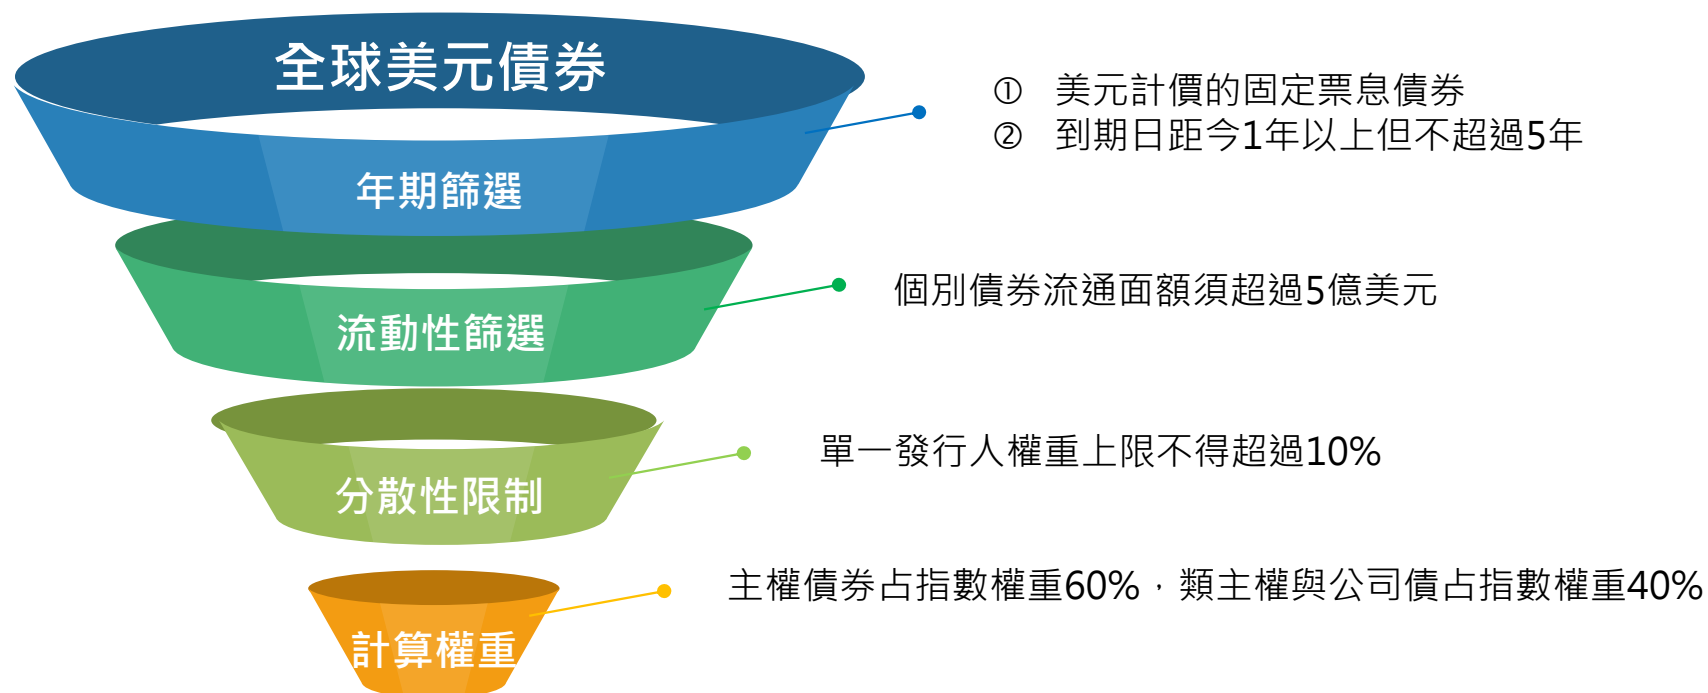 全球美元債券
① 美元計價的固定票息債券
② 到期日距今1年以上但不超過5年
年期篩選
個別債券流通面額須超過5億美元
流動性篩選
單一發行人權重上限不得超過10%
分散性限制
主權債券占指數權重60%，類主權與公司債占指數權重40%
計算權重